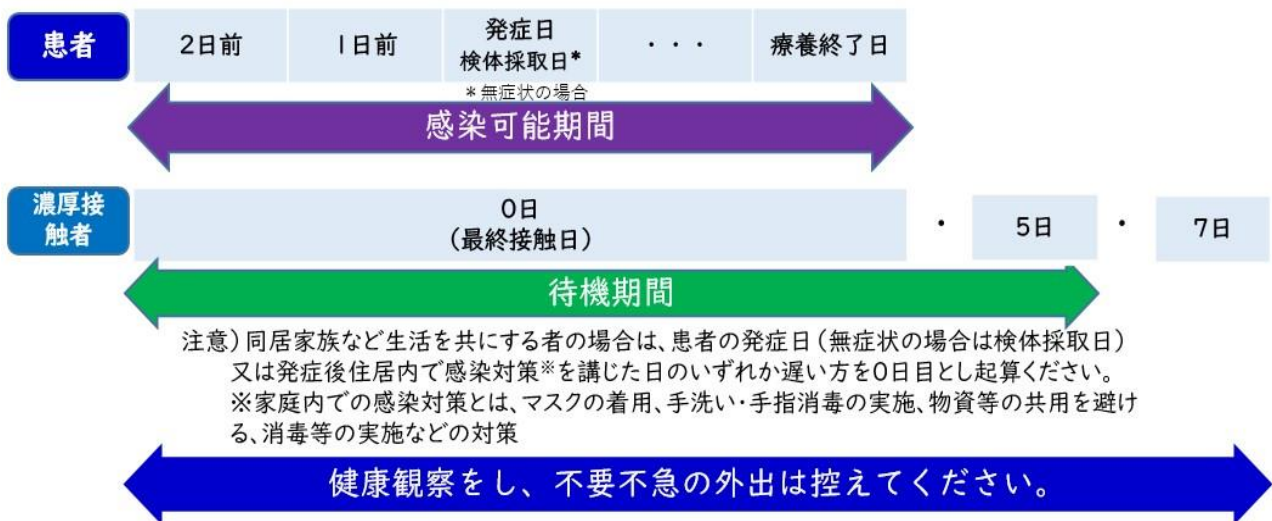 患者
2日前
1日前
発症日
検体採取日*
・・・
療養終了日
*無症状の場合
感染可能期間
濃厚接
触者
0日
(最終接触日)
・
5日
・
7日
待機期間
注意)同居家族など生活を共にする者の場合は、患者の発症日(無症状の場合は検体採取日)
又は発症後住居内で感染対策※を講じた日のいずれか遅い方を0日目とし起算ください。
※家庭内での感染対策とは、マスクの着用、手洗い・手指消毒の実施、物資等の共用を避け
る、消毒等の実施などの対策
健康観察をし、不要不急の外出は控えてください。